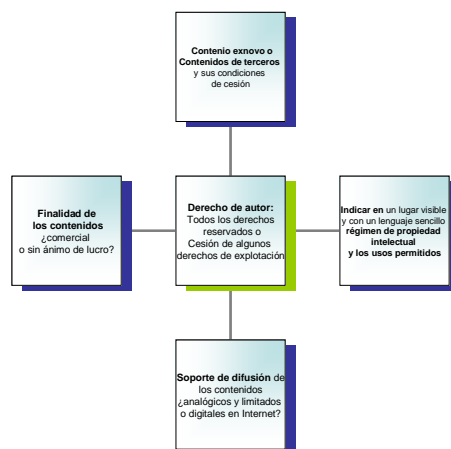 Contenio exnovo o
Contenidos de terceros
y sus condiciones
de cesión
Finalidad de
los contenidos
¿comercial
o sin ánimo de lucro?
Derecho de autor:
Todos los derechos
reservados o
Cesión de algunos
derechos de explotación
Indicar en un lugar visible
y con un lenguaje sencillo
régimen de propiedad
intelectual
y los usos permitidos
Soporte de difusión de
los contenidos
¿analógicos y limitados
o digitales en Internet?